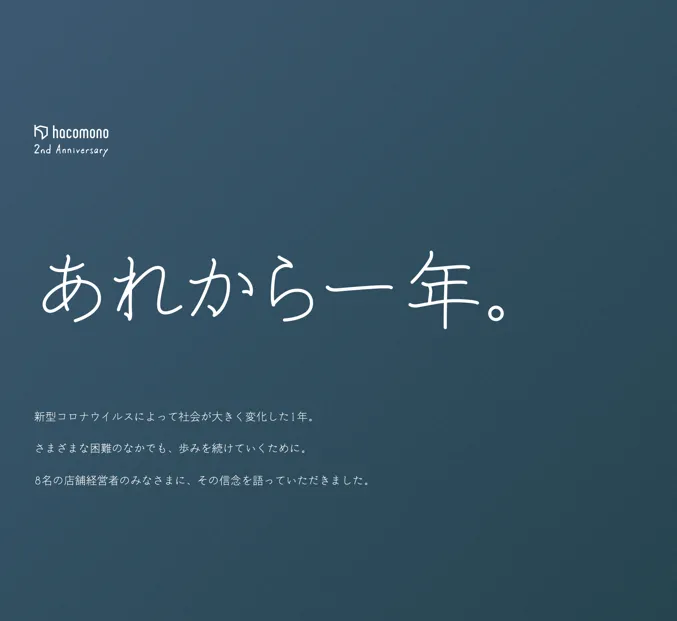 hacomono
2nd Anniversary
あれから一年。
新型コロナウイルスによって社会が大きく変化した1年。
さまざまな困難のなかでも、歩みを続けていくために。
8名の店舗経営者のみなさまに、その信念を語っていただきました。